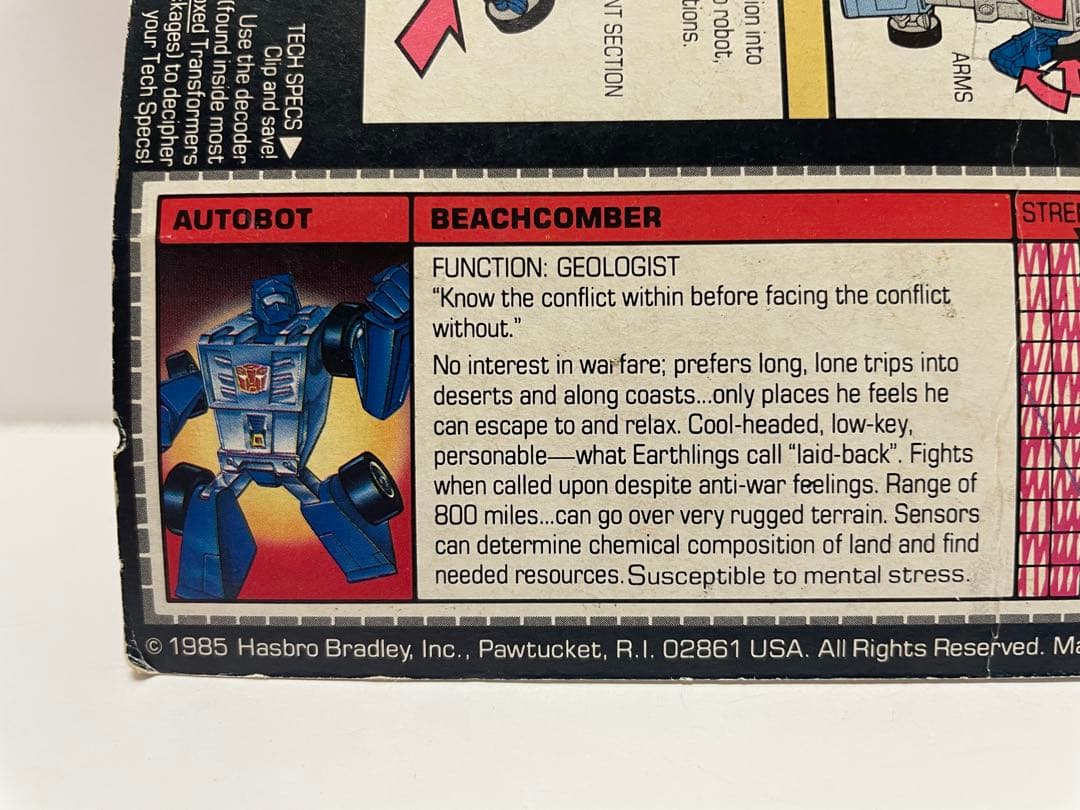 TECH SPECS
Clip and save!
Use the decoder
(found inside most
boxed Transformers
packages) to decipher
your Tech Specs!
NT SECTION
ion into
robot,
tions.
ARMS
AUTOBOT
BEACHCOMBER
STRE
FUNCTION: GEOLOGIST
“Know the conflict within before facing the conflict
without.”
No interest in warfare; prefers long, lone trips into
deserts and along coasts...only places he feels he
can escape to and relax. Cool-headed, low-key,
personable—what Earthlings call “laid-back”. Fights
when called upon despite anti-war feelings. Range of
800 miles...can go over very rugged terrain. Sensors
can determine chemical composition of land and find
needed resources. Susceptible to mental stress.
© 1985 Hasbro Bradley, Inc., Pawtucket, R.I. 02861 USA. All Rights Reserved. Ma